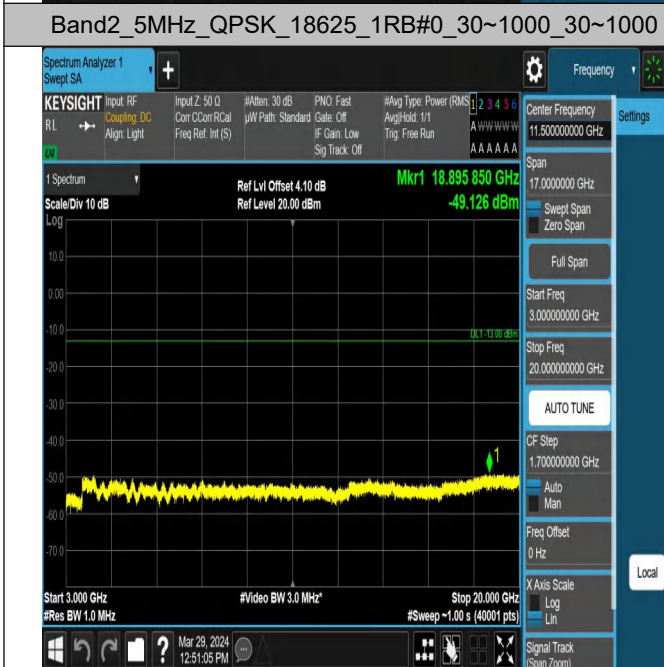 Band2_5MHz_QPSK_18625_1RB#0_30~1000_30~1000
Spectrum Analyzer 1
Swept SA
+
Frequency
KEYSIGHT
RL
Input: RF
Coupling: DC
Align: Light
Input Z: 50 Ω
Corr CCorr RCal
Freq Ref: Int (S)
#Atten: 30 dB
µW Path: Standard
PNO: Fast
Gate: Off
IF Gain: Low
Sig Track: Off
#Avg Type: Power (RMS
Avg|Hold: 1/1
Trig: Free Run
1 2 3 4 5 6
A W W W W W
A A A A A A
1 Spectrum
Scale/Div 10 dB
Log
Ref Lvl Offset 4.10 dB
Ref Level 20.00 dBm
Mkr1 18.895 850 GHz
-49.126 dBm
10.0
0.00
-10.0
DL1 -13.00 dBm
-20.0
-30.0
-40.0
-50.0
-60.0
-70.0
1
Start 3.000 GHz
#Res BW 1.0 MHz
#Video BW 3.0 MHz*
Stop 20.000 GHz
#Sweep ~1.00 s (40001 pts)
Mar 29, 2024
12:51:05 PM
Center Frequency
11.500000000 GHz
Settings
Span
17.0000000 GHz
Swept Span
Zero Span
Full Span
Start Freq
3.000000000 GHz
Stop Freq
20.000000000 GHz
AUTO TUNE
CF Step
1.700000000 GHz
Auto
Man
Freq Offset
0 Hz
X Axis Scale
Log
Lin
Local
Signal Track
(Span Zoom)